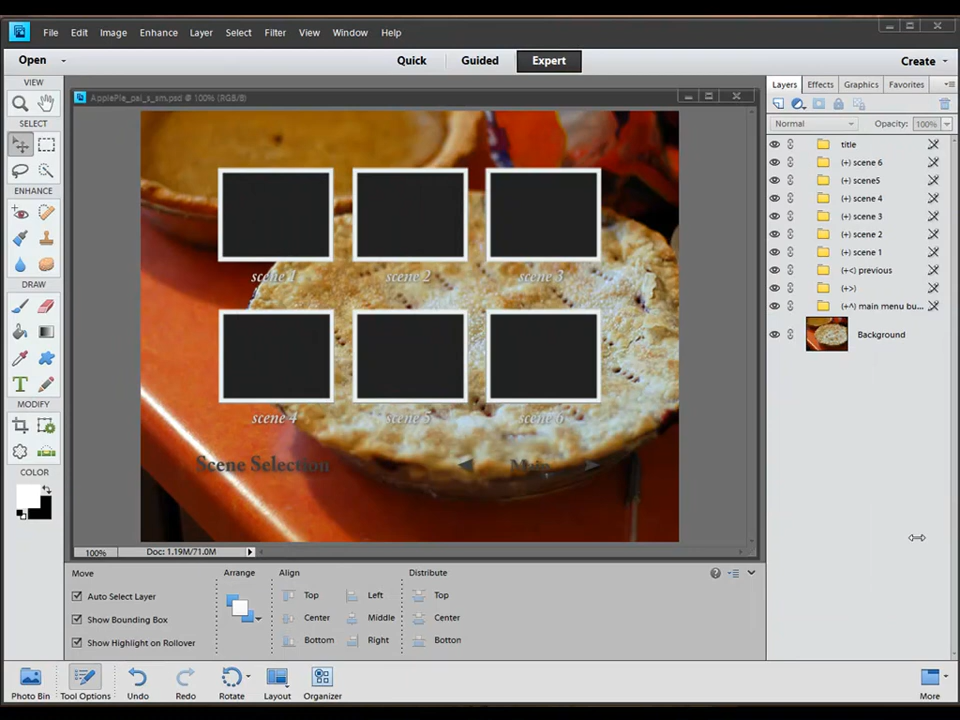 File Edit Image Enhance Layer Select Filter View Window Help
Open Quick Guided Expert Create
VIEW
SELECT
ENHANCE
DRAW
MODIFY
COLOR
ApplePie_pal_s_sm.psd @ 100% (RGB/8)
scene 1 scene 2 scene 3
scene 4 scene 5 scene 6
Scene Selection Main
100% Doc: 1.19M/71.0M
Layers Effects Graphics Favorites
Normal Opacity: 100%
title
(+) scene 6
(+) scene5
(+) scene 4
(+) scene 3
(+) scene 2
(+) scene 1
(+<) previous
(+>)
(+^) main menu bu...
Background
Move Arrange Align Distribute
Auto Select Layer Top Left Top
Show Bounding Box Center Middle Center
Show Highlight on Rollover Bottom Right Botton
Photo Bin Tool Options Undo Redo Rotate Layout Organizer More